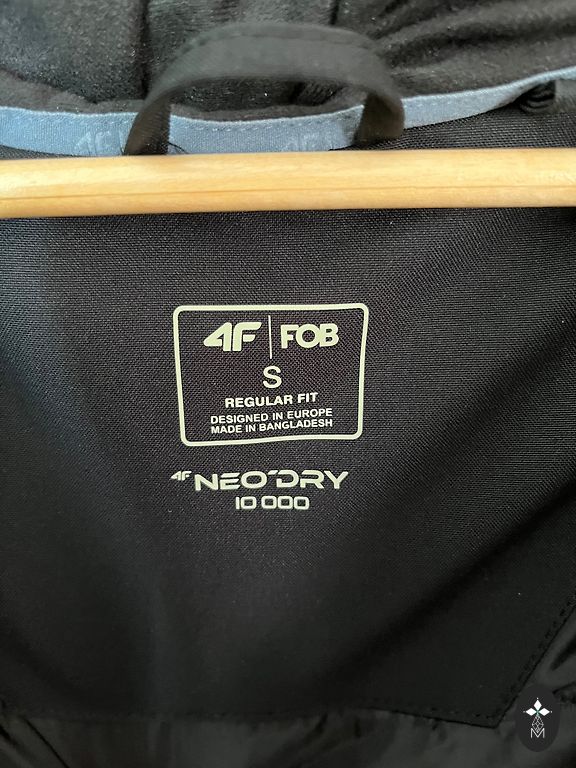 4F | FOB
S
REGULAR FIT
DESIGNED IN EUROPE
MADE IN BANGLADESH
4F NEO'DRY
10 000